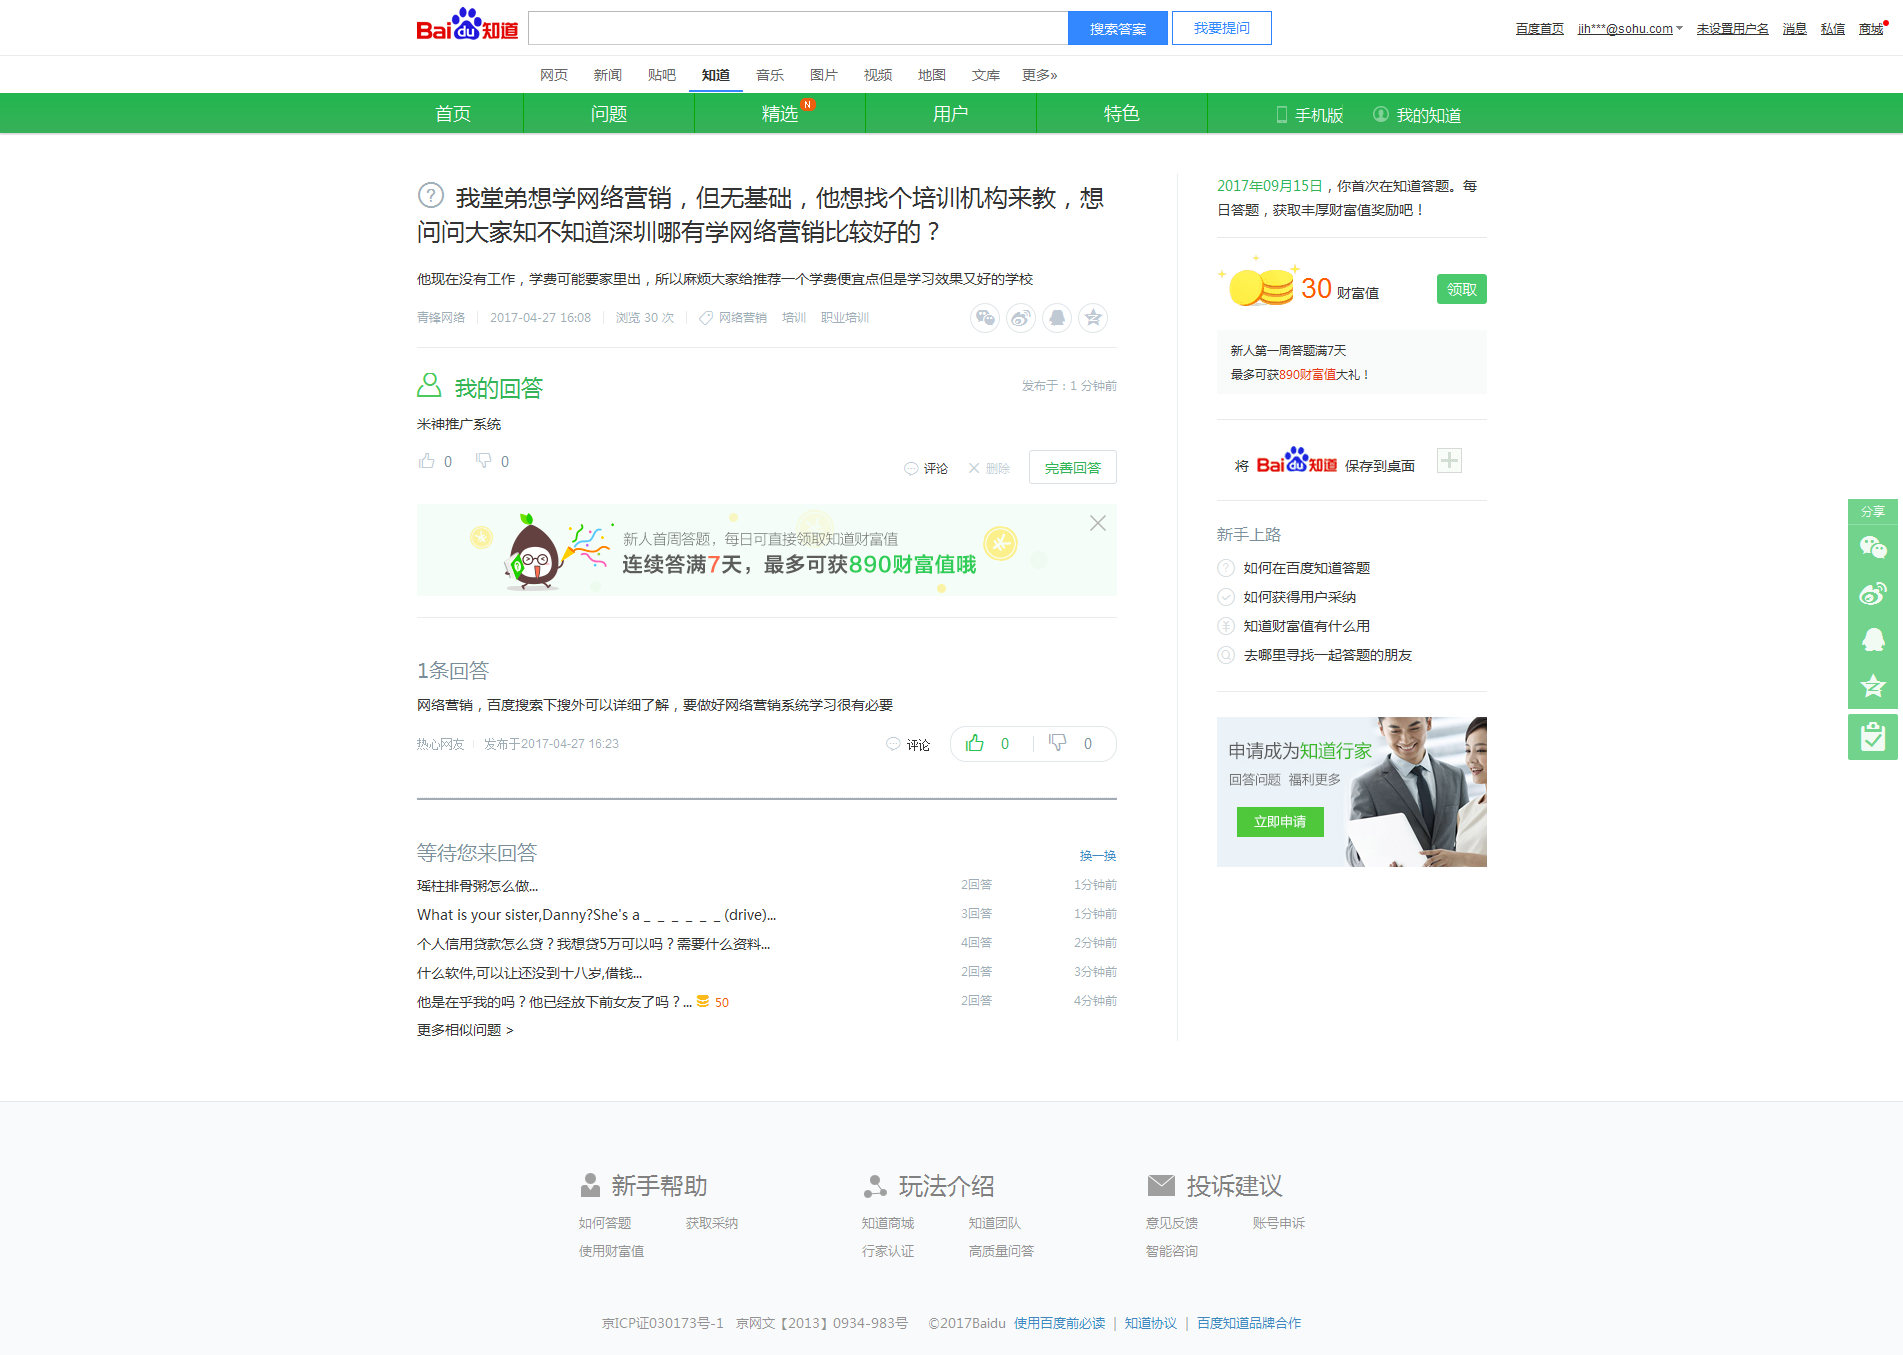 Baidu知道
搜索答案
我要提问
百度首页 jih***@sohu.com 未设置用户名 消息 私信 商城
网页 新闻 贴吧 知道 音乐 图片 视频 地图 文库 更多»
首页 问题 精选 N 用户 特色 手机版 我的知道
我堂弟想学网络营销，但无基础，他想找个培训机构来教，想
问问大家知不知道深圳哪有学网络营销比较好的？
他现在没有工作，学费可能要家里出，所以麻烦大家给推荐一个学费便宜点但是学习效果又好的学校
青锋网络 2017-04-27 16:08 浏览 30 次 网络营销 培训 职业培训
我的回答 发布于：1 分钟前
米神推广系统
0 0 评论 删除 完善回答
新人首周答题，每日可直接领取知道财富值
连续答满7天，最多可获890财富值哦
1条回答
网络营销，百度搜索下搜外可以详细了解，要做好网络营销系统学习很有必要
热心网友 发布于2017-04-27 16:23 评论 0 0
等待您来回答 换一换
瑶柱排骨粥怎么做... 2回答 1分钟前
What is your sister,Danny?She's a _ _ _ _ _ _ (drive)... 3回答 1分钟前
个人信用贷款怎么贷？我想贷5万可以吗？需要什么资料... 4回答 2分钟前
什么软件,可以让还没到十八岁,借钱... 2回答 3分钟前
他是在乎我的吗？他已经放下前女友了吗？... 50 2回答 4分钟前
更多相似问题 >
2017年09月15日，你首次在知道答题。每
日答题，获取丰厚财富值奖励吧！
30 财富值 领取
新人第一周答题满7天
最多可获890财富值大礼！
将 Baidu知道 保存到桌面
新手上路
如何在百度知道答题
如何获得用户采纳
知道财富值有什么用
去哪里寻找一起答题的朋友
申请成为知道行家
回答问题 福利更多
立即申请
分享
新手帮助 玩法介绍 投诉建议
如何答题 获取采纳 知道商城 知道团队 意见反馈 账号申诉
使用财富值 行家认证 高质量问答 智能咨询
京ICP证030173号-1 京网文【2013】0934-983号 ©2017Baidu 使用百度前必读 | 知道协议 | 百度知道品牌合作